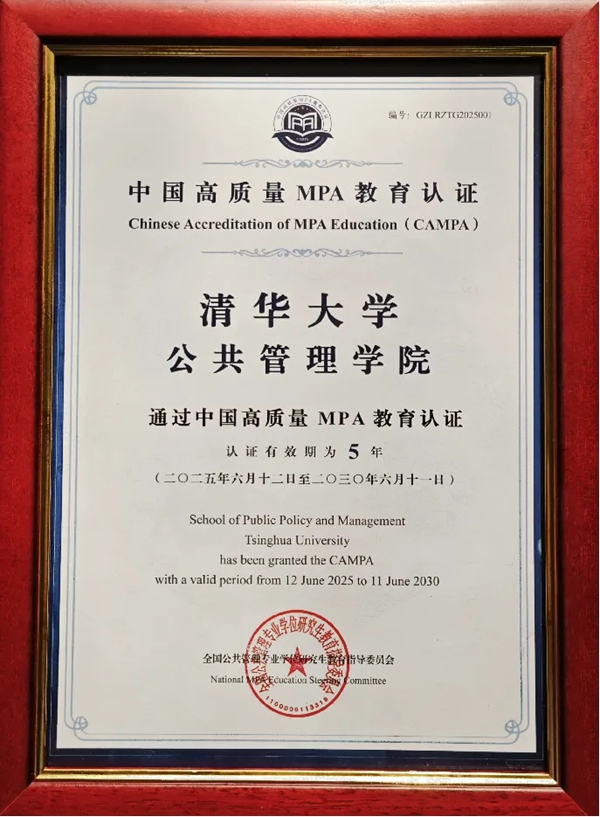 编号：GZLRZTG2025001
中国高质量 MPA 教育认证
Chinese Accreditation of MPA Education（CAMPA）
清华大学
公共管理学院
通过中国高质量 MPA 教育认证
认证有效期为 5 年
（二〇二五年六月十二日至二〇三〇年六月十一日）
School of Public Policy and Management
Tsinghua University
has been granted the CAMPA
with a valid period from 12 June 2025 to 11 June 2030
全国公共管理专业学位研究生教育指导委员会
National MPA Education Steering Committee